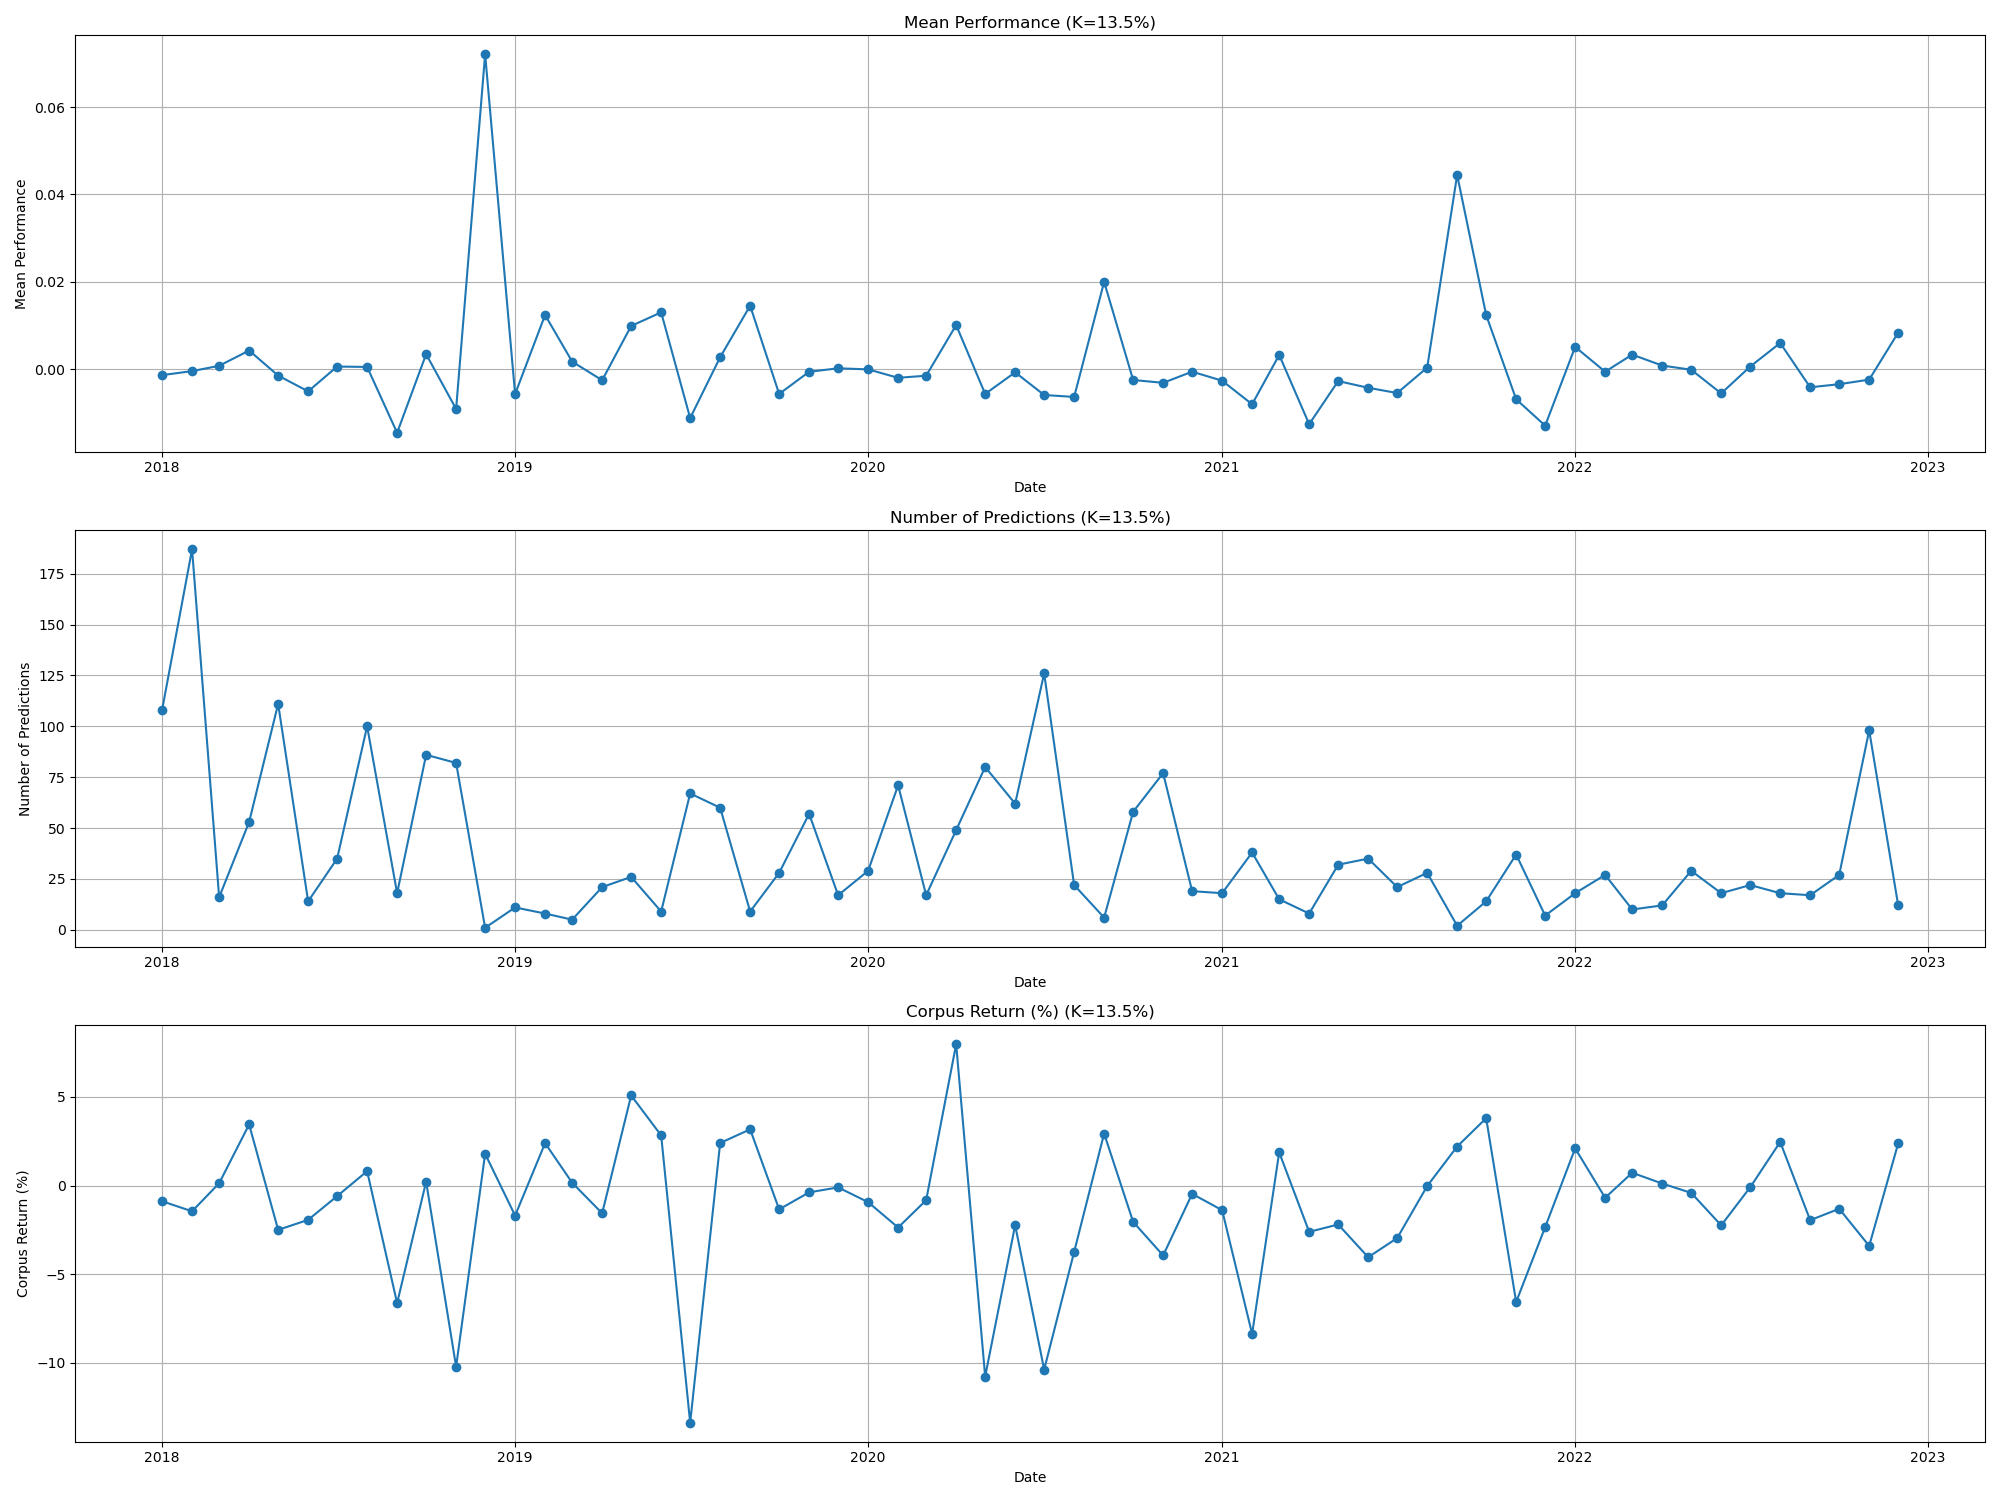 Mean Performance (K=13.5%)
Mean Performance
0.06
0.04
0.02
0.00
2018 2019 2020 2021 2022 2023
Date
Number of Predictions (K=13.5%)
Number of Predictions
175
150
125
100
75
50
25
0
2018 2019 2020 2021 2022 2023
Date
Corpus Return (%) (K=13.5%)
Corpus Return (%)
5
0
−5
−10
2018 2019 2020 2021 2022 2023
Date